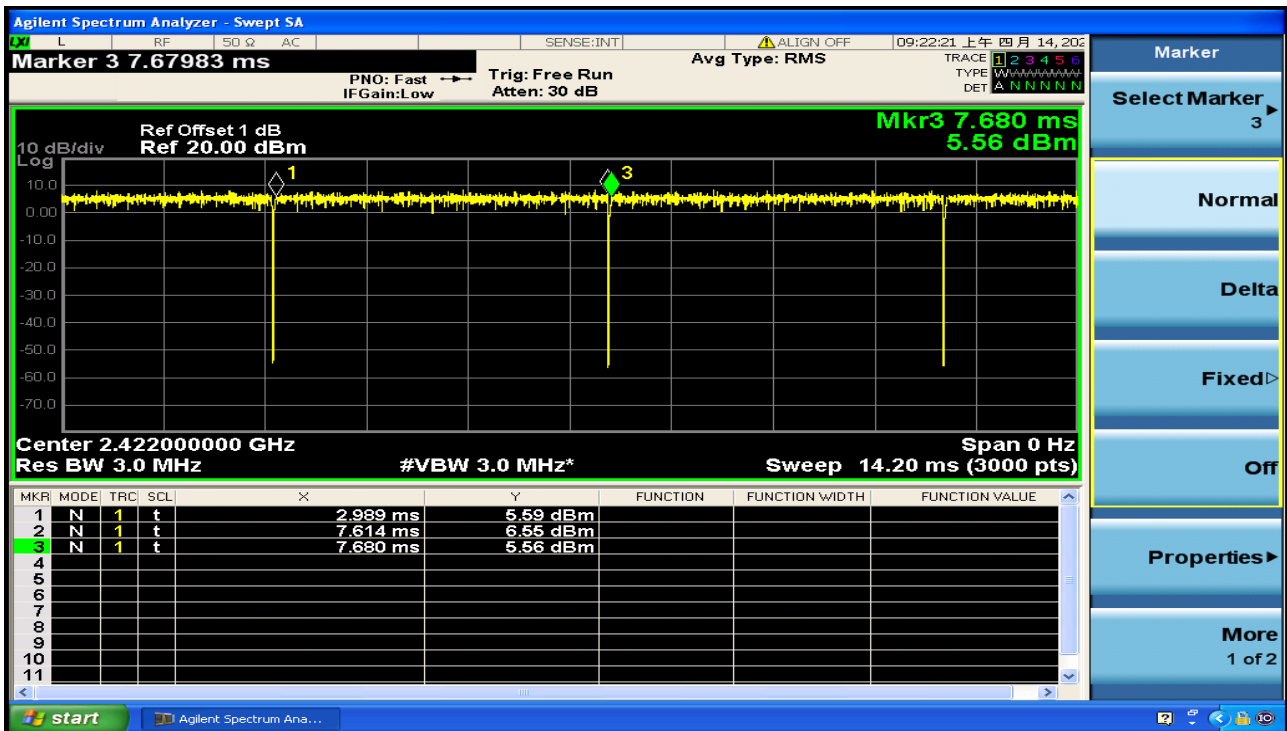 Agilent Spectrum Analyzer - Swept SA
LXI L RF 50 Ω AC SENSE:INT ALIGN OFF 09:22:21 上午 四月 14, 202
Marker 3 7.67983 ms
PNO: Fast
IFGain:Low
Trig: Free Run
Atten: 30 dB
Avg Type: RMS
TRACE 1 2 3 4 5 6
TYPE
DET A N N N N N
Ref Offset 1 dB
10 dB/div Ref 20.00 dBm
Log
Mkr3 7.680 ms
5.56 dBm
1
3
10.0
0.00
-10.0
-20.0
-30.0
-40.0
-50.0
-60.0
-70.0
Center 2.422000000 GHz Span 0 Hz
Res BW 3.0 MHz #VBW 3.0 MHz* Sweep 14.20 ms (3000 pts)
MKR MODE TRC SCL X Y FUNCTION FUNCTION WIDTH FUNCTION VALUE
1 N 1 t 2.989 ms 5.59 dBm
2 N 1 t 7.614 ms 6.55 dBm
3 N 1 t 7.680 ms 5.56 dBm
4
5
6
7
8
9
10
11
Marker
Select Marker
3
Normal
Delta
Fixed
Off
Properties
More
1 of 2
start Agilent Spectrum Ana...